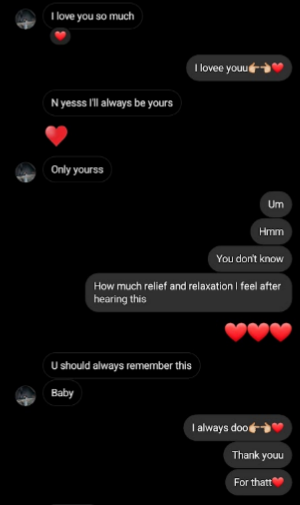 I love you so much
❤️
I lovee youu👉🏼👈🏼❤️
N yesss I'll always be yours
❤️
Only yourss
Um
Hmm
You don't know
How much relief and relaxation I feel after
hearing this
❤️❤️❤️
U should always remember this
Baby
I always doo👉🏼👈🏼❤️
Thank youu
For thatt❤️